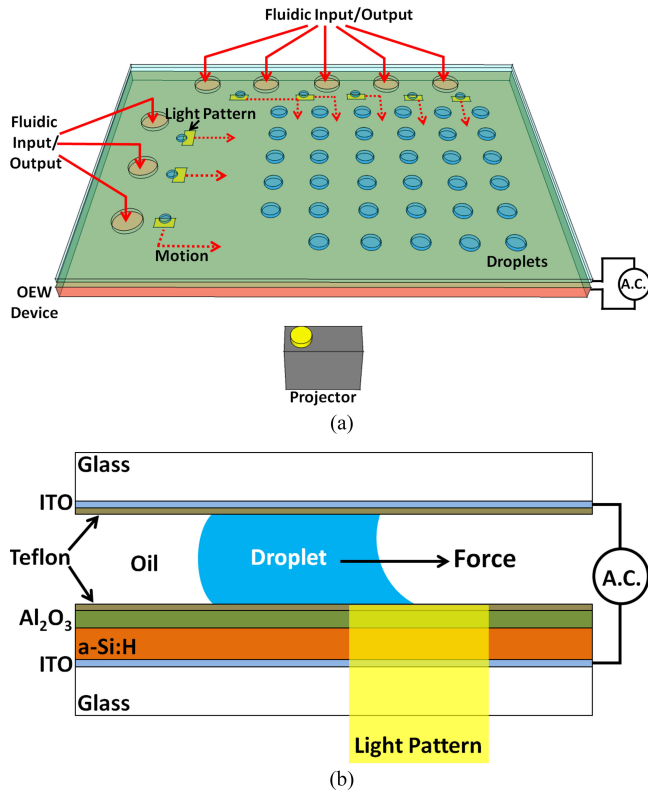 Fluidic Input/Output
Light Pattern
Fluidic
Input/
Output
Motion
Droplets
OEW
Device
A.C.
Projector
(a)
Glass
ITO
Teflon
Oil
Droplet
Force
A.C.
Al₂O₃
a-Si:H
ITO
Glass
Light Pattern
(b)